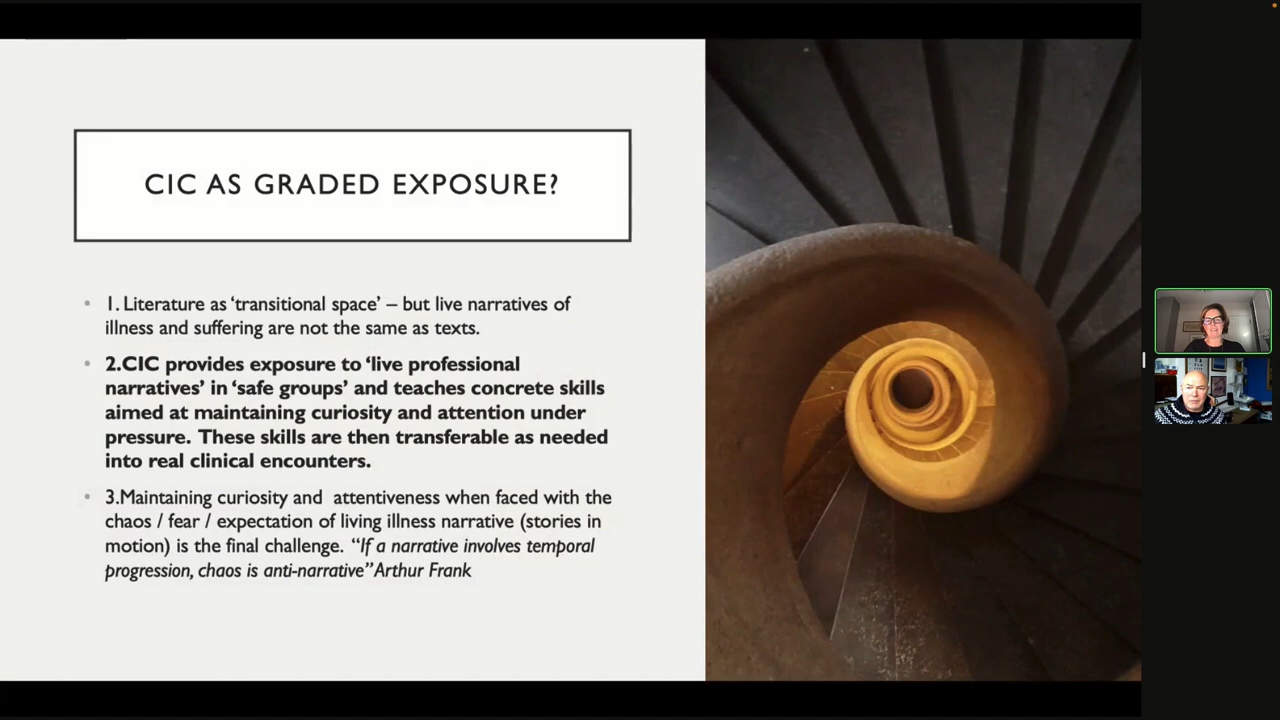 CIC AS GRADED EXPOSURE?
• 1. Literature as ‘transitional space’ – but live narratives of
illness and suffering are not the same as texts.
• 2.CIC provides exposure to ‘live professional
narratives’ in ‘safe groups’ and teaches concrete skills
aimed at maintaining curiosity and attention under
pressure. These skills are then transferable as needed
into real clinical encounters.
• 3.Maintaining curiosity and attentiveness when faced with the
chaos / fear / expectation of living illness narrative (stories in
motion) is the final challenge. “If a narrative involves temporal
progression, chaos is anti-narrative”Arthur Frank